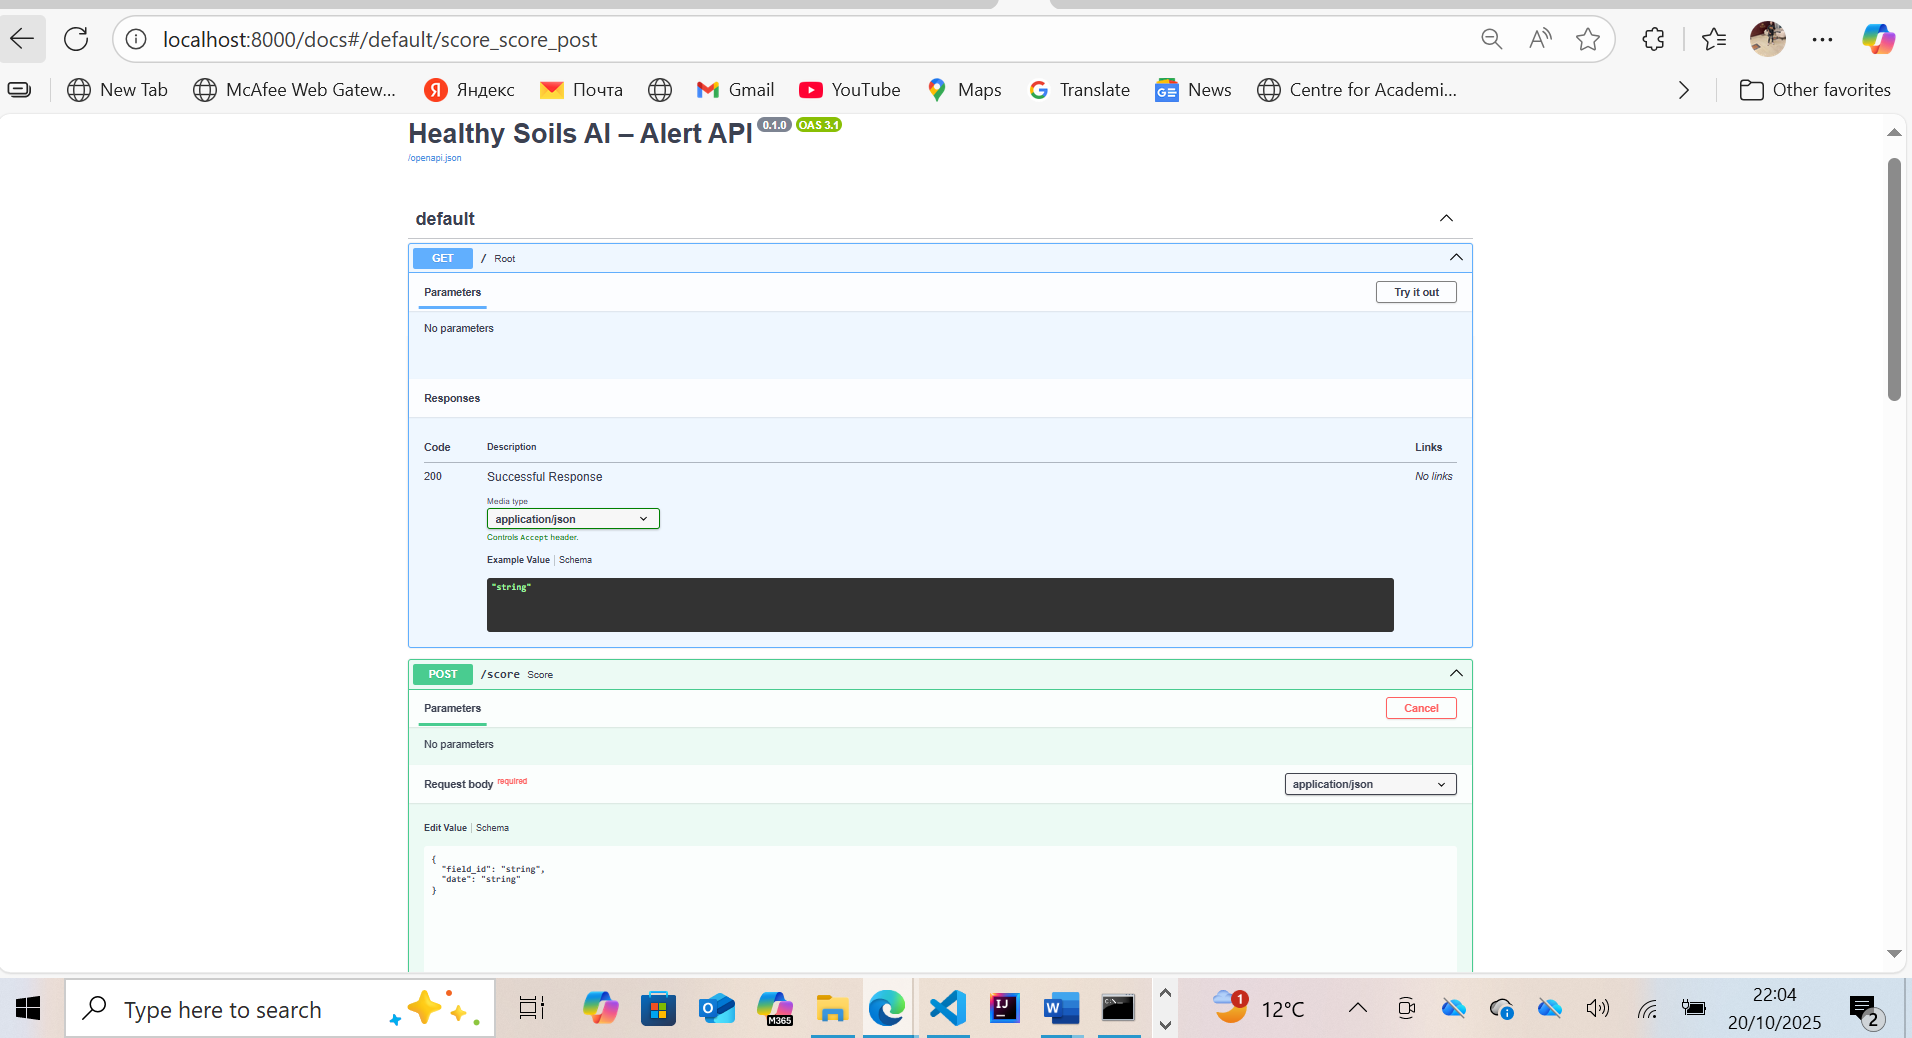 localhost:8000/docs#/default/score_score_post
New Tab
McAfee Web Gatew...
Яндекс
Почта
Gmail
YouTube
Maps
Translate
News
Centre for Academi...
Other favorites
Healthy Soils AI – Alert API 0.1.0 OAS 3.1
/openapi.json
default
GET / Root
Parameters
Try it out
No parameters
Responses
Code Description Links
200 Successful Response No links
Media type
application/json
Controls Accept header.
Example Value | Schema
"string"
POST /score Score
Parameters
Cancel
No parameters
Request body required
application/json
Edit Value | Schema
{
"field_id": "string",
"date": "string"
}
Type here to search
M365
1
12°C
22:04
20/10/2025
2